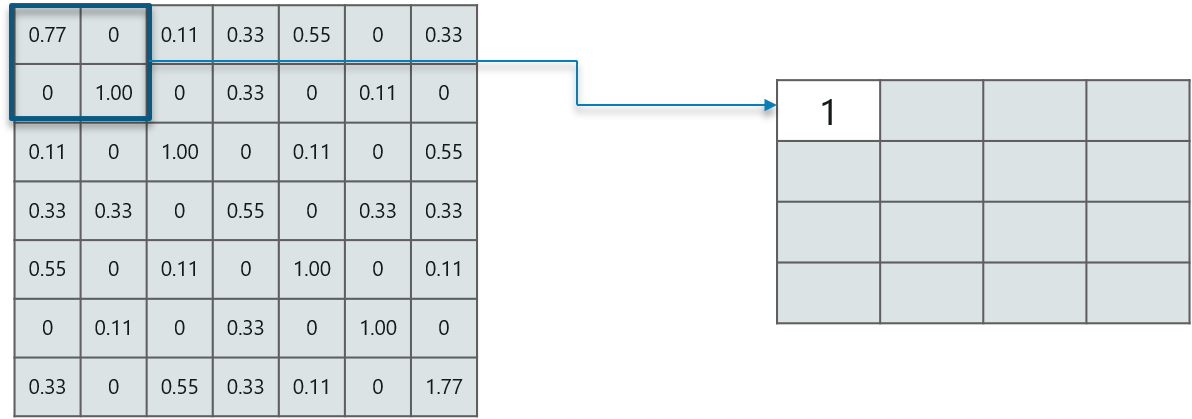 0.77 0 0.11 0.33 0.55 0 0.33
0 1.00 0 0.33 0 0.11 0
0.11 0 1.00 0 0.11 0 0.55
0.33 0.33 0 0.55 0 0.33 0.33
0.55 0 0.11 0 1.00 0 0.11
0 0.11 0 0.33 0 1.00 0
0.33 0 0.55 0.33 0.11 0 1.77
1